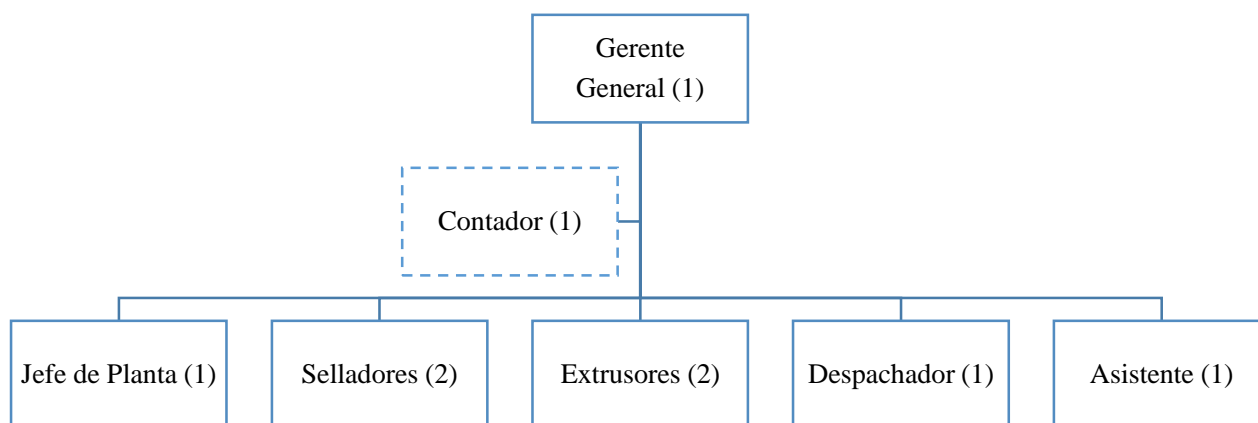 Gerente
General (1)
Contador (1)
Jefe de Planta (1)
Selladores (2)
Extrusores (2)
Despachador (1)
Asistente (1)